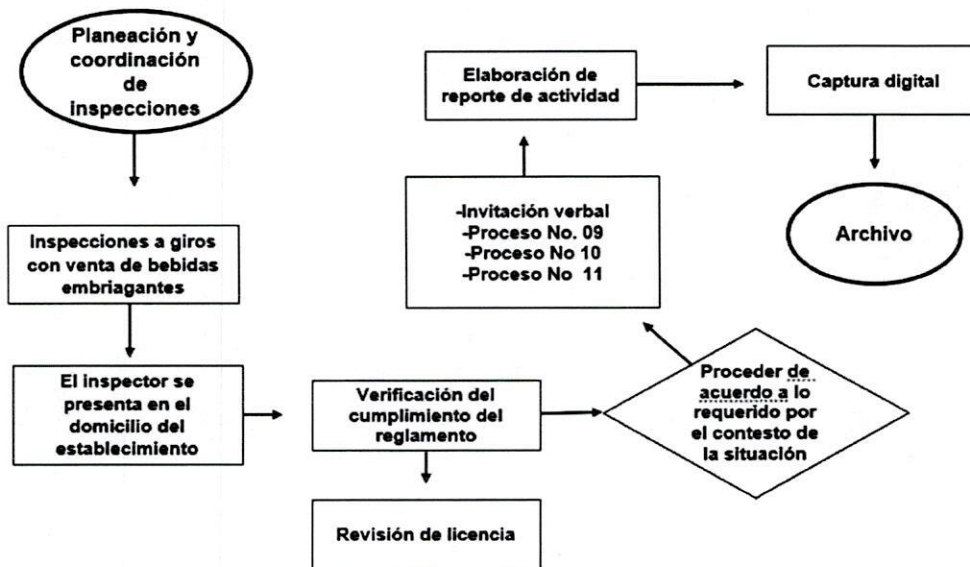 Planeación y
coordinación
de
inspecciones
Inspecciones a giros
con venta de bebidas
embriagantes
El inspector se
presenta en el
domicilio del
establecimiento
Verificación del
cumplimiento del
reglamento
Revisión de licencia
Proceder de
acuerdo a lo
requerido por
el contesto de
la situación
-Invitación verbal
-Proceso No. 09
-Proceso No 10
-Proceso No 11
Elaboración de
reporte de actividad
Captura digital
Archivo